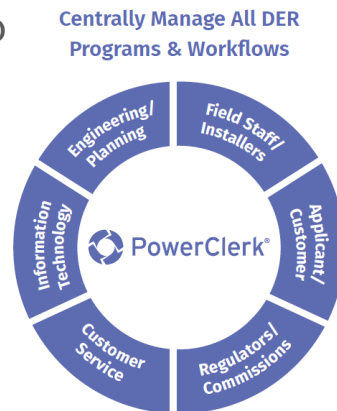 Centrally Manage All DER
Programs & Workflows
Engineering/
Planning
Field Staff/
Installers
Applicant/
Customer
Regulators/
Commissions
Customer
Service
Information
Technology
PowerClerk®